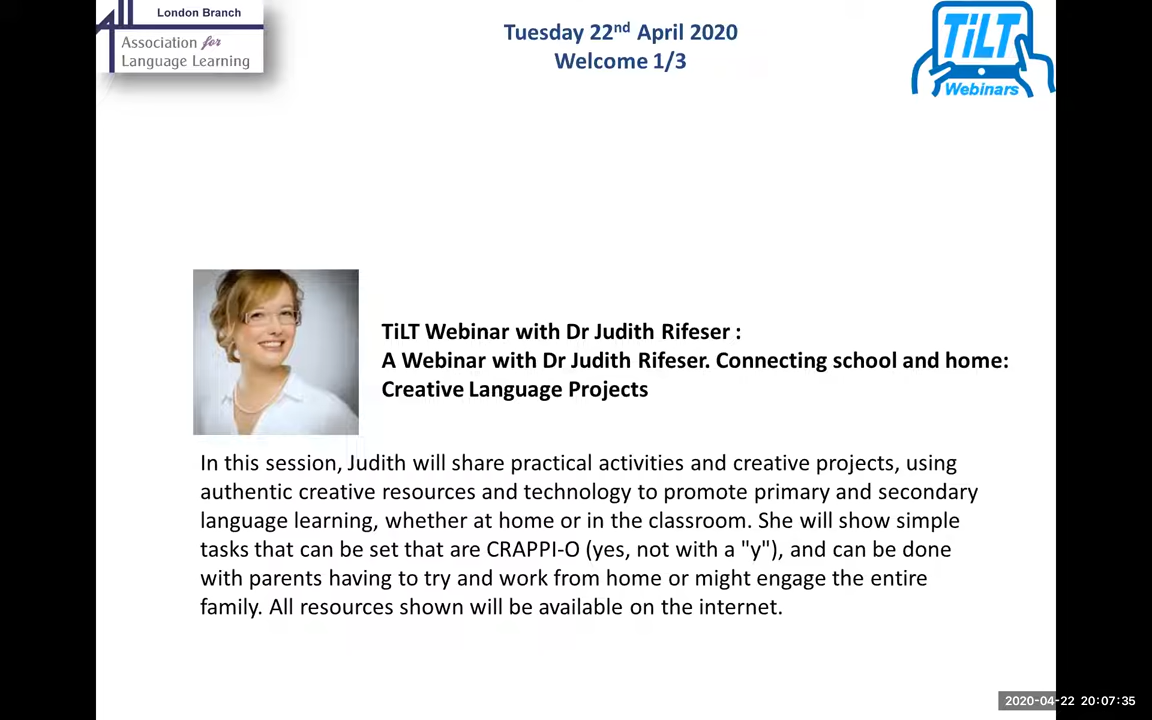 London Branch
Association for
Language Learning
Tuesday 22nd April 2020
Welcome 1/3
TiLT
Webinars
TiLT Webinar with Dr Judith Rifeser :
A Webinar with Dr Judith Rifeser. Connecting school and home:
Creative Language Projects
In this session, Judith will share practical activities and creative projects, using
authentic creative resources and technology to promote primary and secondary
language learning, whether at home or in the classroom. She will show simple
tasks that can be set that are CRAPPI-O (yes, not with a "y"), and can be done
with parents having to try and work from home or might engage the entire
family. All resources shown will be available on the internet.
2020-04-22 20:07:35